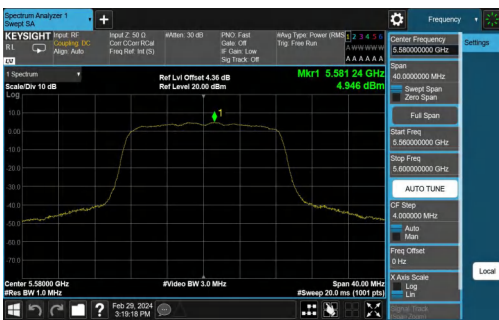 Spectrum Analyzer 1
Swept SA
Frequency
KEYSIGHT Input: RF Input Z: 50 Ω #Atten: 30 dB PNO: Fast #Avg Type: Power (RMS) 1 2 3 4 5 6
RL Coupling: DC Corr CCorr RCal Gate: Off Trig: Free Run A WWWWW
Align: Auto Freq Ref: Int (S) IF Gain: Low A A A A A A
Sig Track: Off
1 Spectrum Ref Lvl Offset 4.36 dB Mkr1 5.581 24 GHz
Scale/Div 10 dB Ref Level 20.00 dBm 4.946 dBm
Log
1
10.0
0.00
-10.0
-20.0
-30.0
-40.0
-50.0
-60.0
-70.0
Center 5.58000 GHz #Video BW 3.0 MHz Span 40.00 MHz
#Res BW 1.0 MHz #Sweep 20.0 ms (1001 pts)
Feb 29, 2024
3:19:18 PM
Center Frequency
5.580000000 GHz
Settings
Span
40.0000000 MHz
Swept Span
Zero Span
Full Span
Start Freq
5.560000000 GHz
Stop Freq
5.600000000 GHz
AUTO TUNE
CF Step
4.000000 MHz
Auto
Man
Freq Offset
0 Hz
X Axis Scale
Log
Lin
Local
Signal Track